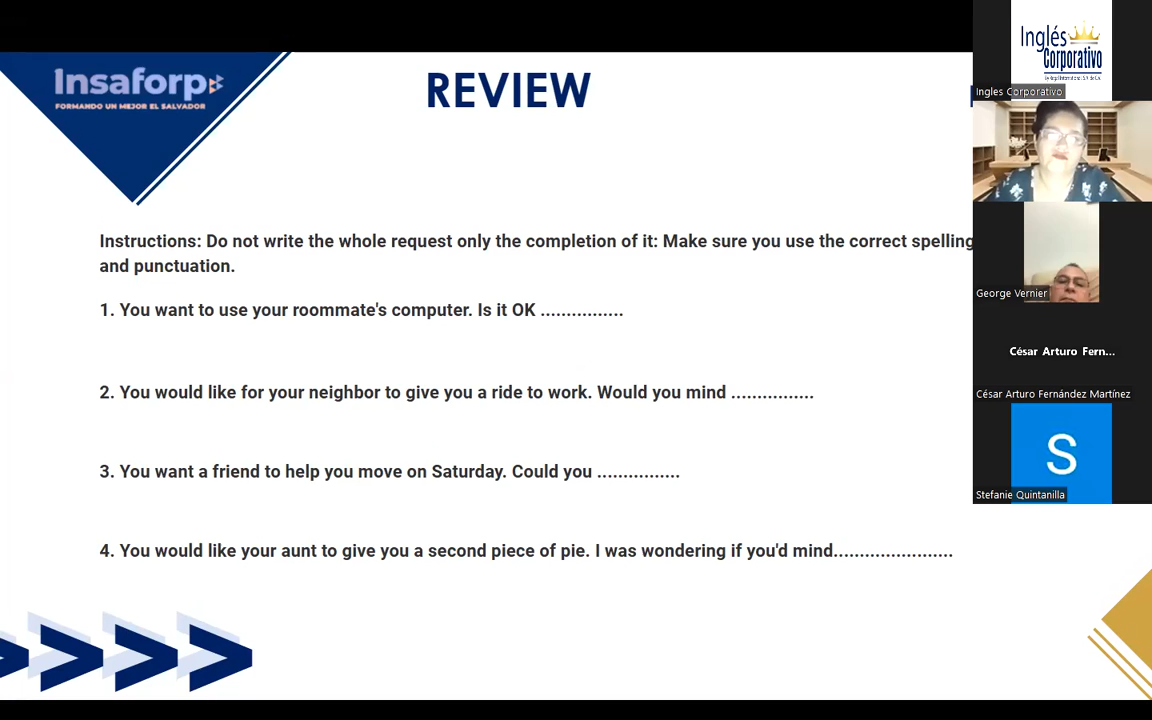 Insaforp
FORMANDO UN MEJOR EL SALVADOR
REVIEW
Instructions: Do not write the whole request only the completion of it: Make sure you use the correct spelling
and punctuation.
1. You want to use your roommate's computer. Is it OK ................
2. You would like for your neighbor to give you a ride to work. Would you mind ................
3. You want a friend to help you move on Saturday. Could you ................
4. You would like your aunt to give you a second piece of pie. I was wondering if you'd mind.......................
Inglés
Corporativo
Ingles Corporativo
George Vernier
César Arturo Fern...
César Arturo Fernández Martínez
S
Stefanie Quintanilla